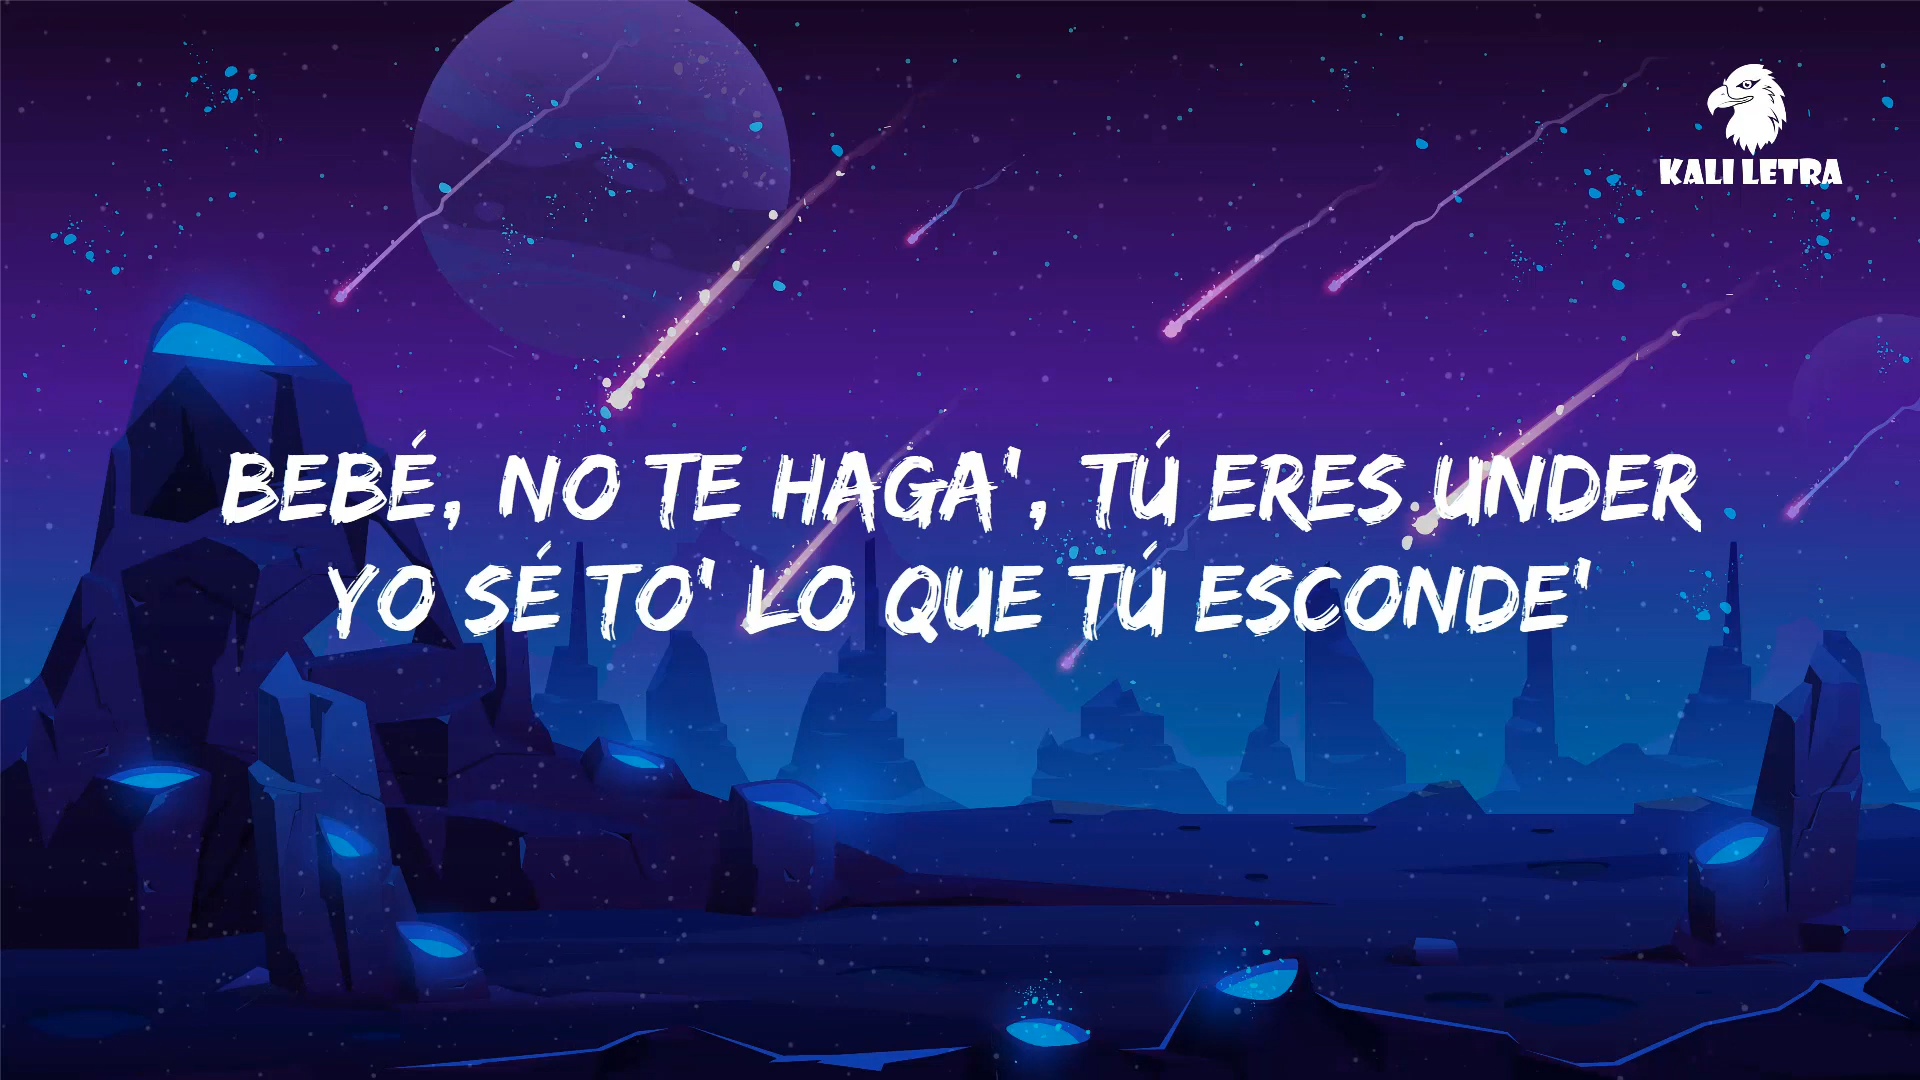 KALI LETRA
BEBÉ, NO TE HAGA', TÚ ERES UNDER
YO SÉ TO' LO QUE TÚ ESCONDE'